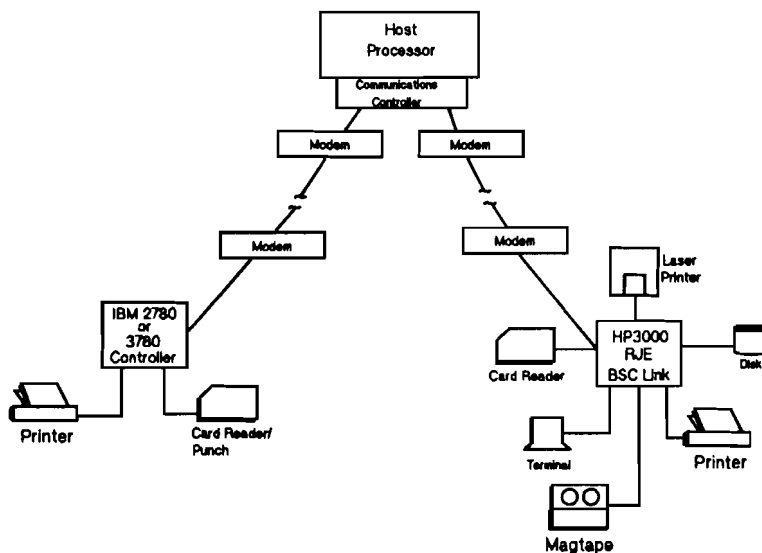 Host
Processor
Communications
Controller
Modem
Modem
Modem
Modem
Laser
Printer
IBM 2780
or
3780
Controller
HP3000
RJE
BSC Link
Disk
Card Reader
Printer
Card Reader/
Punch
Terminal
Printer
Magtape